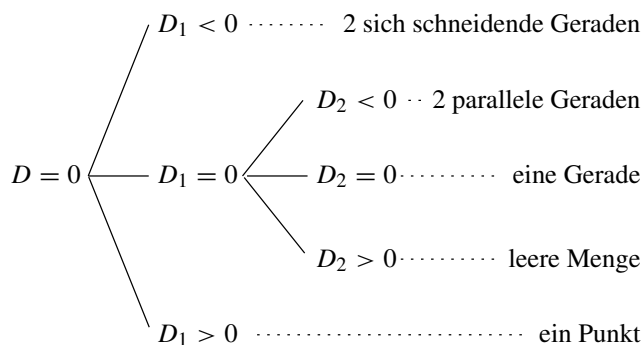 D₁ < 0 ········ 2 sich schneidende Geraden
D₂ < 0 ·· 2 parallele Geraden
D = 0 D₁ = 0 D₂ = 0 ·········· eine Gerade
D₂ > 0 ·········· leere Menge
D₁ > 0 ···························· ein Punkt